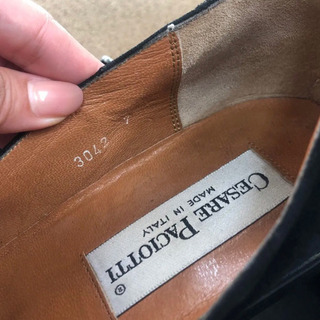 3042 7
CESARE PACIOTTI ®
MADE IN ITALY